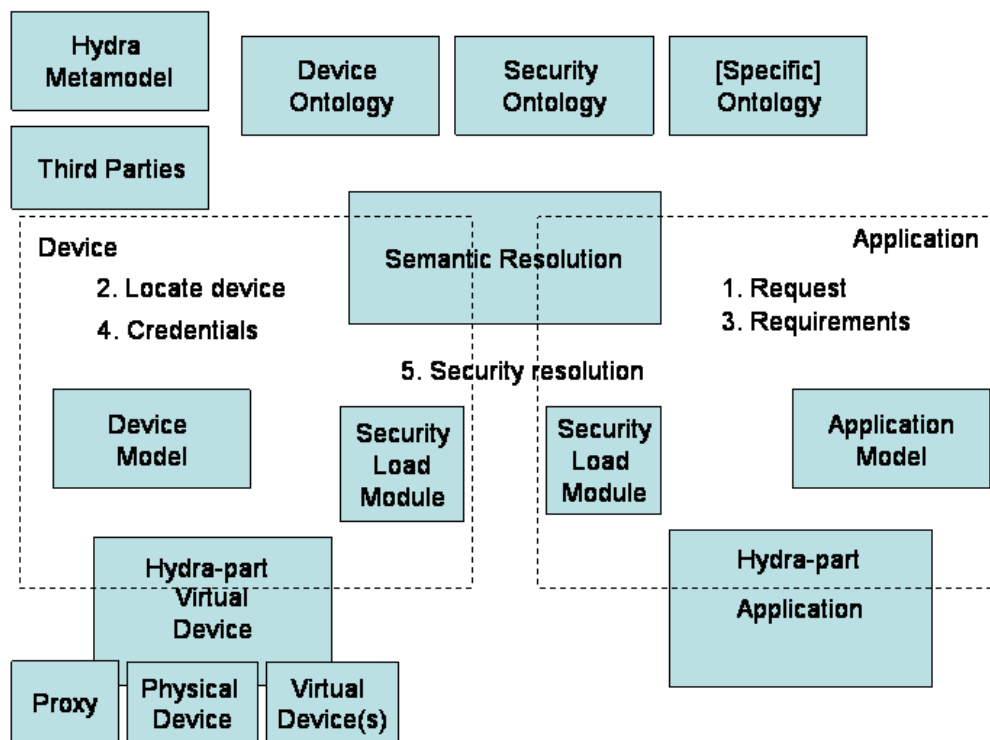 Hydra
Metamodel
Device
Ontology
Security
Ontology
[Specific]
Ontology
Third Parties
Semantic Resolution
Device
2. Locate device
4. Credentials
Application
1. Request
3. Requirements
5. Security resolution
Device
Model
Security
Load
Module
Security
Load
Module
Application
Model
Hydra-part
Virtual
Device
Hydra-part
Application
Proxy
Physical
Device
Virtual
Device(s)